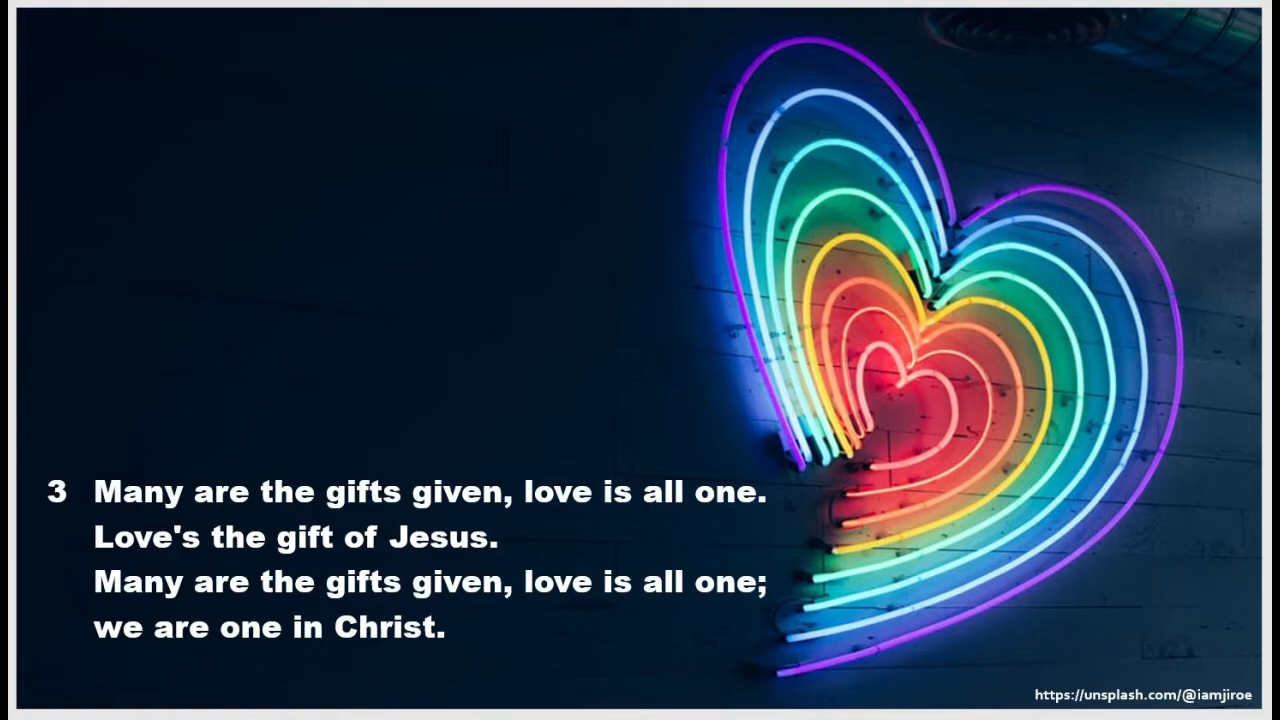 3 Many are the gifts given, love is all one.
Love's the gift of Jesus.
Many are the gifts given, love is all one;
we are one in Christ.
https://unsplash.com/@iamjiroe